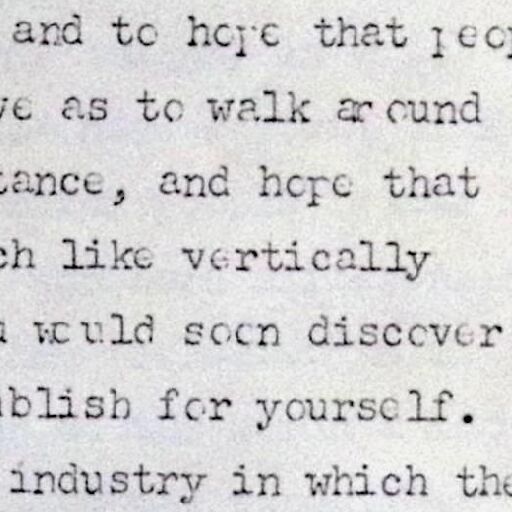 and to hope that peop
ve as to walk around
tance, and hope that
ch like vertically
u would soon discover
ablish for yourself.
industry in which the